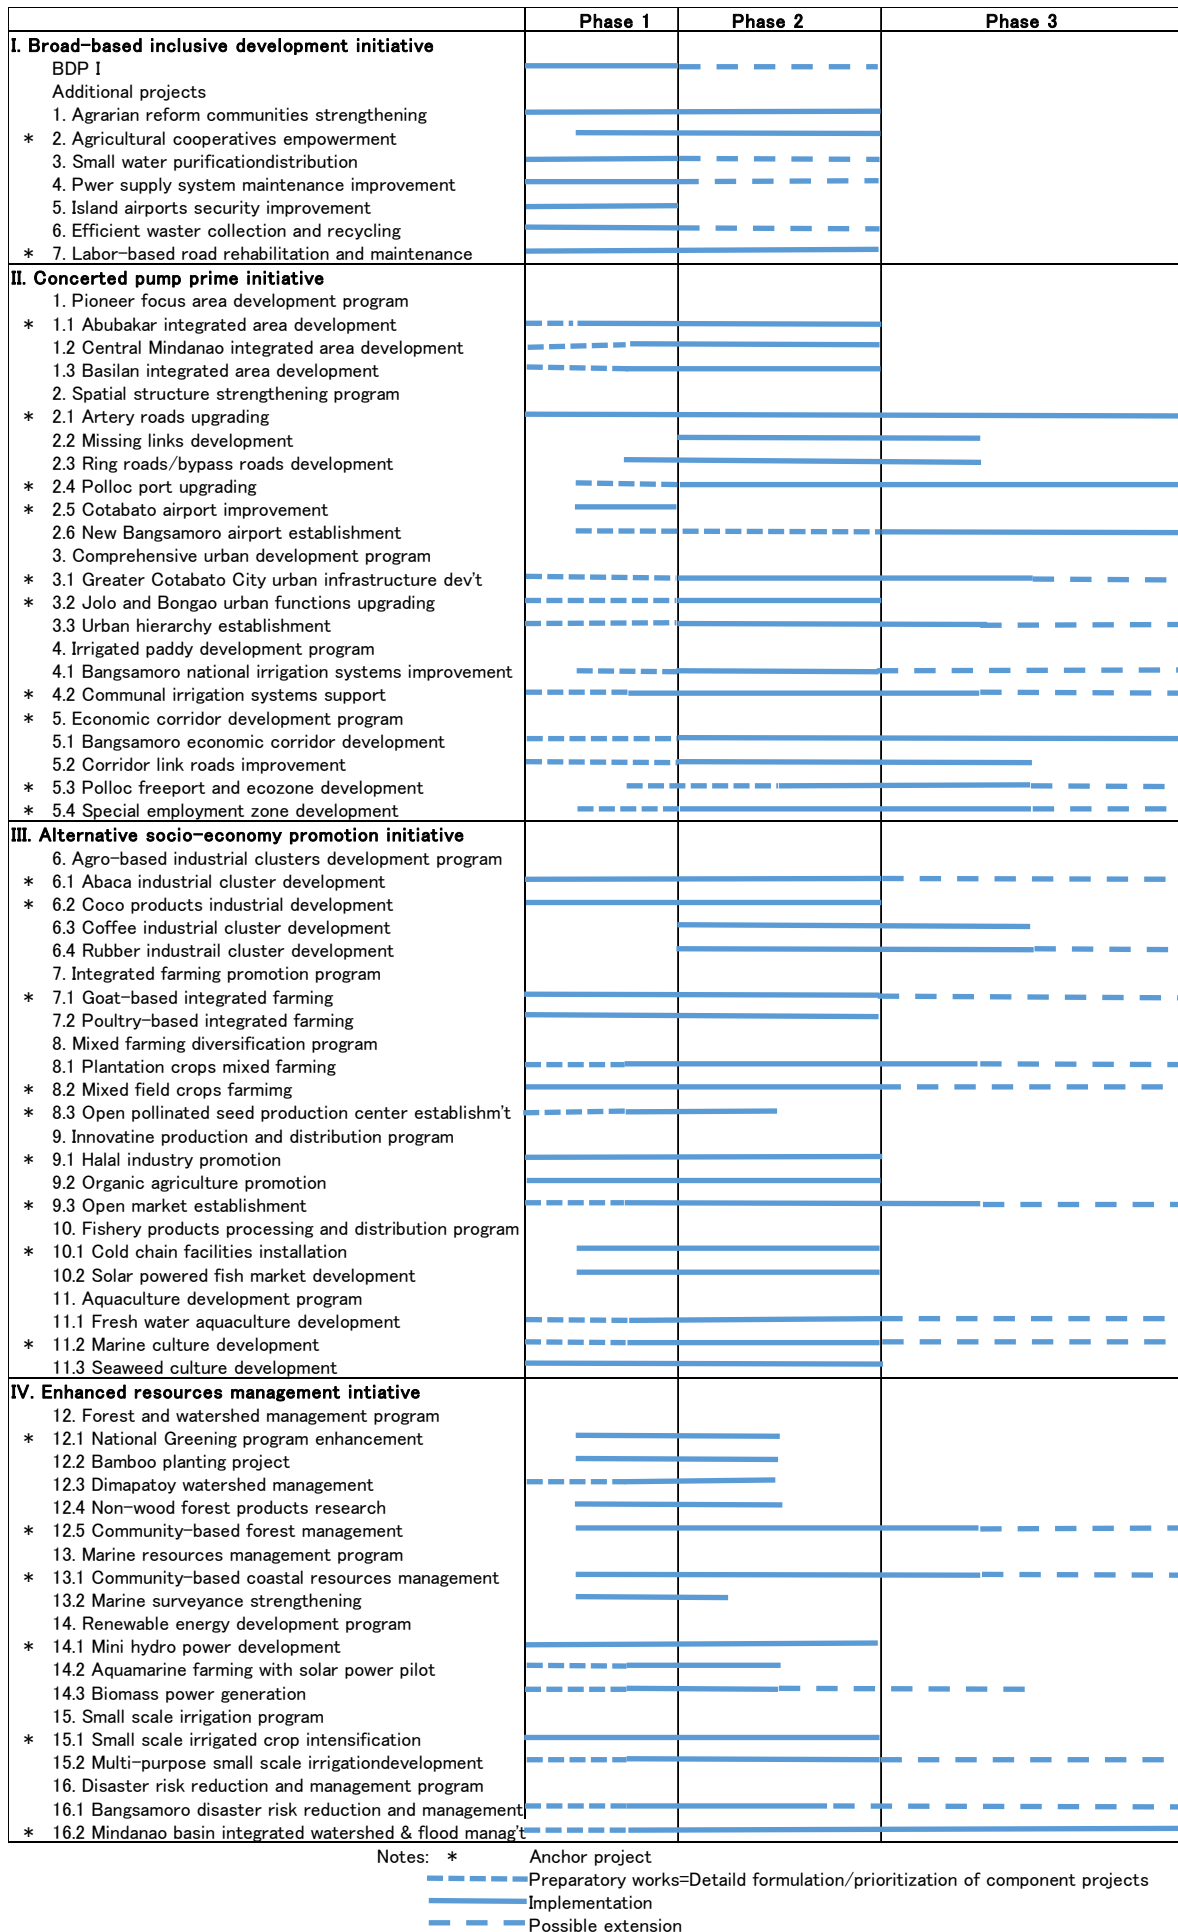 Phase 1 Phase 2 Phase 3
I. Broad-based inclusive development initiative
BDP I
Additional projects
1. Agrarian reform communities strengthening
* 2. Agricultural cooperatives empowerment
3. Small water purificationdistribution
4. Pwer supply system maintenance improvement
5. Island airports security improvement
6. Efficient waster collection and recycling
* 7. Labor-based road rehabilitation and maintenance
II. Concerted pump prime initiative
1. Pioneer focus area development program
* 1.1 Abubakar integrated area development
1.2 Central Mindanao integrated area development
1.3 Basilan integrated area development
2. Spatial structure strengthening program
* 2.1 Artery roads upgrading
2.2 Missing links development
2.3 Ring roads/bypass roads development
* 2.4 Polloc port upgrading
* 2.5 Cotabato airport improvement
2.6 New Bangsamoro airport establishment
3. Comprehensive urban development program
* 3.1 Greater Cotabato City urban infrastructure dev't
* 3.2 Jolo and Bongao urban functions upgrading
3.3 Urban hierarchy establishment
4. Irrigated paddy development program
4.1 Bangsamoro national irrigation systems improvement
* 4.2 Communal irrigation systems support
* 5. Economic corridor development program
5.1 Bangsamoro economic corridor development
5.2 Corridor link roads improvement
* 5.3 Polloc freeport and ecozone development
* 5.4 Special employment zone development
III. Alternative socio-economy promotion initiative
6. Agro-based industrial clusters development program
* 6.1 Abaca industrial cluster development
* 6.2 Coco products industrial development
6.3 Coffee industrial cluster development
6.4 Rubber industrail cluster development
7. Integrated farming promotion program
* 7.1 Goat-based integrated farming
7.2 Poultry-based integrated farming
8. Mixed farming diversification program
8.1 Plantation crops mixed farming
* 8.2 Mixed field crops farmimg
* 8.3 Open pollinated seed production center establishm't
9. Innovatine production and distribution program
* 9.1 Halal industry promotion
9.2 Organic agriculture promotion
* 9.3 Open market establishment
10. Fishery products processing and distribution program
* 10.1 Cold chain facilities installation
10.2 Solar powered fish market development
11. Aquaculture development program
11.1 Fresh water aquaculture development
* 11.2 Marine culture development
11.3 Seaweed culture development
IV. Enhanced resources management intiative
12. Forest and watershed management program
* 12.1 National Greening program enhancement
12.2 Bamboo planting project
12.3 Dimapatoy watershed management
12.4 Non-wood forest products research
* 12.5 Community-based forest management
13. Marine resources management program
* 13.1 Community-based coastal resources management
13.2 Marine surveyance strengthening
14. Renewable energy development program
* 14.1 Mini hydro power development
14.2 Aquamarine farming with solar power pilot
14.3 Biomass power generation
15. Small scale irrigation program
* 15.1 Small scale irrigated crop intensification
15.2 Multi-purpose small scale irrigationdevelopment
16. Disaster risk reduction and management program
16.1 Bangsamoro disaster risk reduction and management
* 16.2 Mindanao basin integrated watershed & flood manag't
Notes: * Anchor project
Preparatory works=Detaild formulation/prioritization of component projects
Implementation
Possible extension